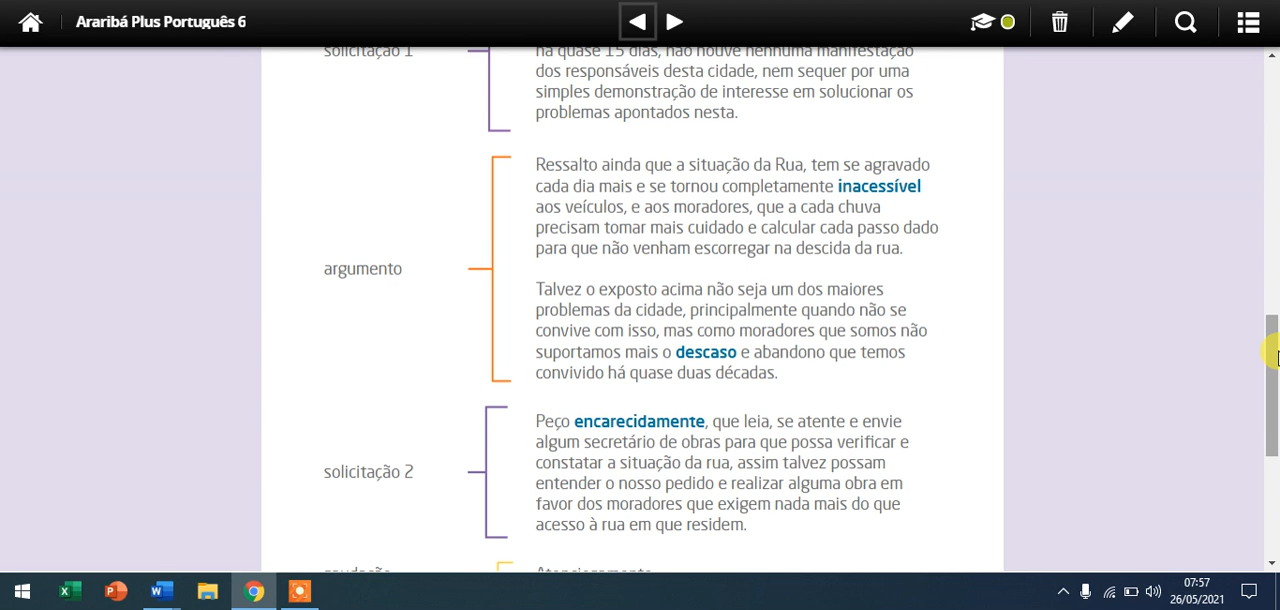 Araribá Plus Português 6
solicitação 1
há quase 15 dias, não houve nenhuma manifestação
dos responsáveis desta cidade, nem sequer por uma
simples demonstração de interesse em solucionar os
problemas apontados nesta.
Ressalto ainda que a situação da Rua, tem se agravado
cada dia mais e se tornou completamente inacessível
aos veículos, e aos moradores, que a cada chuva
precisam tomar mais cuidado e calcular cada passo dado
para que não venham escorregar na descida da rua.
argumento
Talvez o exposto acima não seja um dos maiores
problemas da cidade, principalmente quando não se
convive com isso, mas como moradores que somos não
suportamos mais o descaso e abandono que temos
convivido há quase duas décadas.
Peço encarecidamente, que leia, se atente e envie
algum secretário de obras para que possa verificar e
constatar a situação da rua, assim talvez possam
solicitação 2
entender o nosso pedido e realizar alguma obra em
favor dos moradores que exigem nada mais do que
acesso à rua em que residem.
saudação
Atenciosamente
07:57
26/05/2021